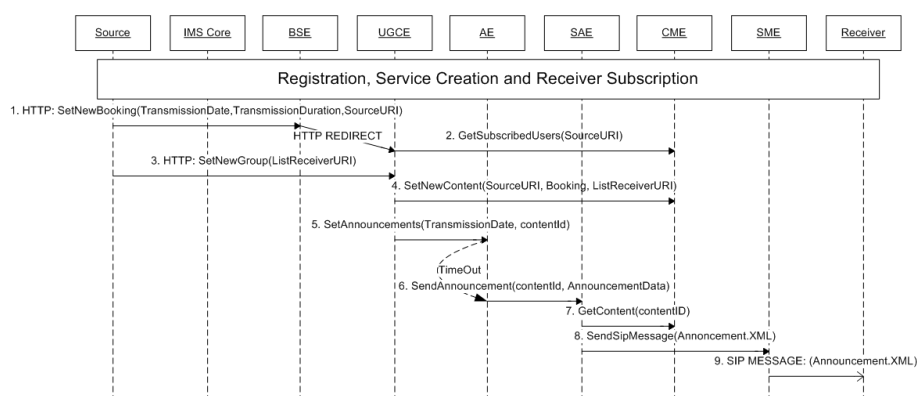 Source
IMS Core
BSE
UGCE
AE
SAE
CME
SME
Receiver
Registration, Service Creation and Receiver Subscription
1. HTTP: SetNewBooking(TransmissionDate,TransmissionDuration,SourceURI)
HTTP REDIRECT
2. GetSubscribedUsers(SourceURI)
3. HTTP: SetNewGroup(ListReceiverURI)
4. SetNewContent(SourceURI, Booking, ListReceiverURI)
5. SetAnnouncements(TransmissionDate, contentId)
TimeOut
6. SendAnnouncement(contentId, AnnouncementData)
7. GetContent(contentID)
8. SendSipMessage(Annoncement.XML)
9. SIP MESSAGE: (Announcement.XML)